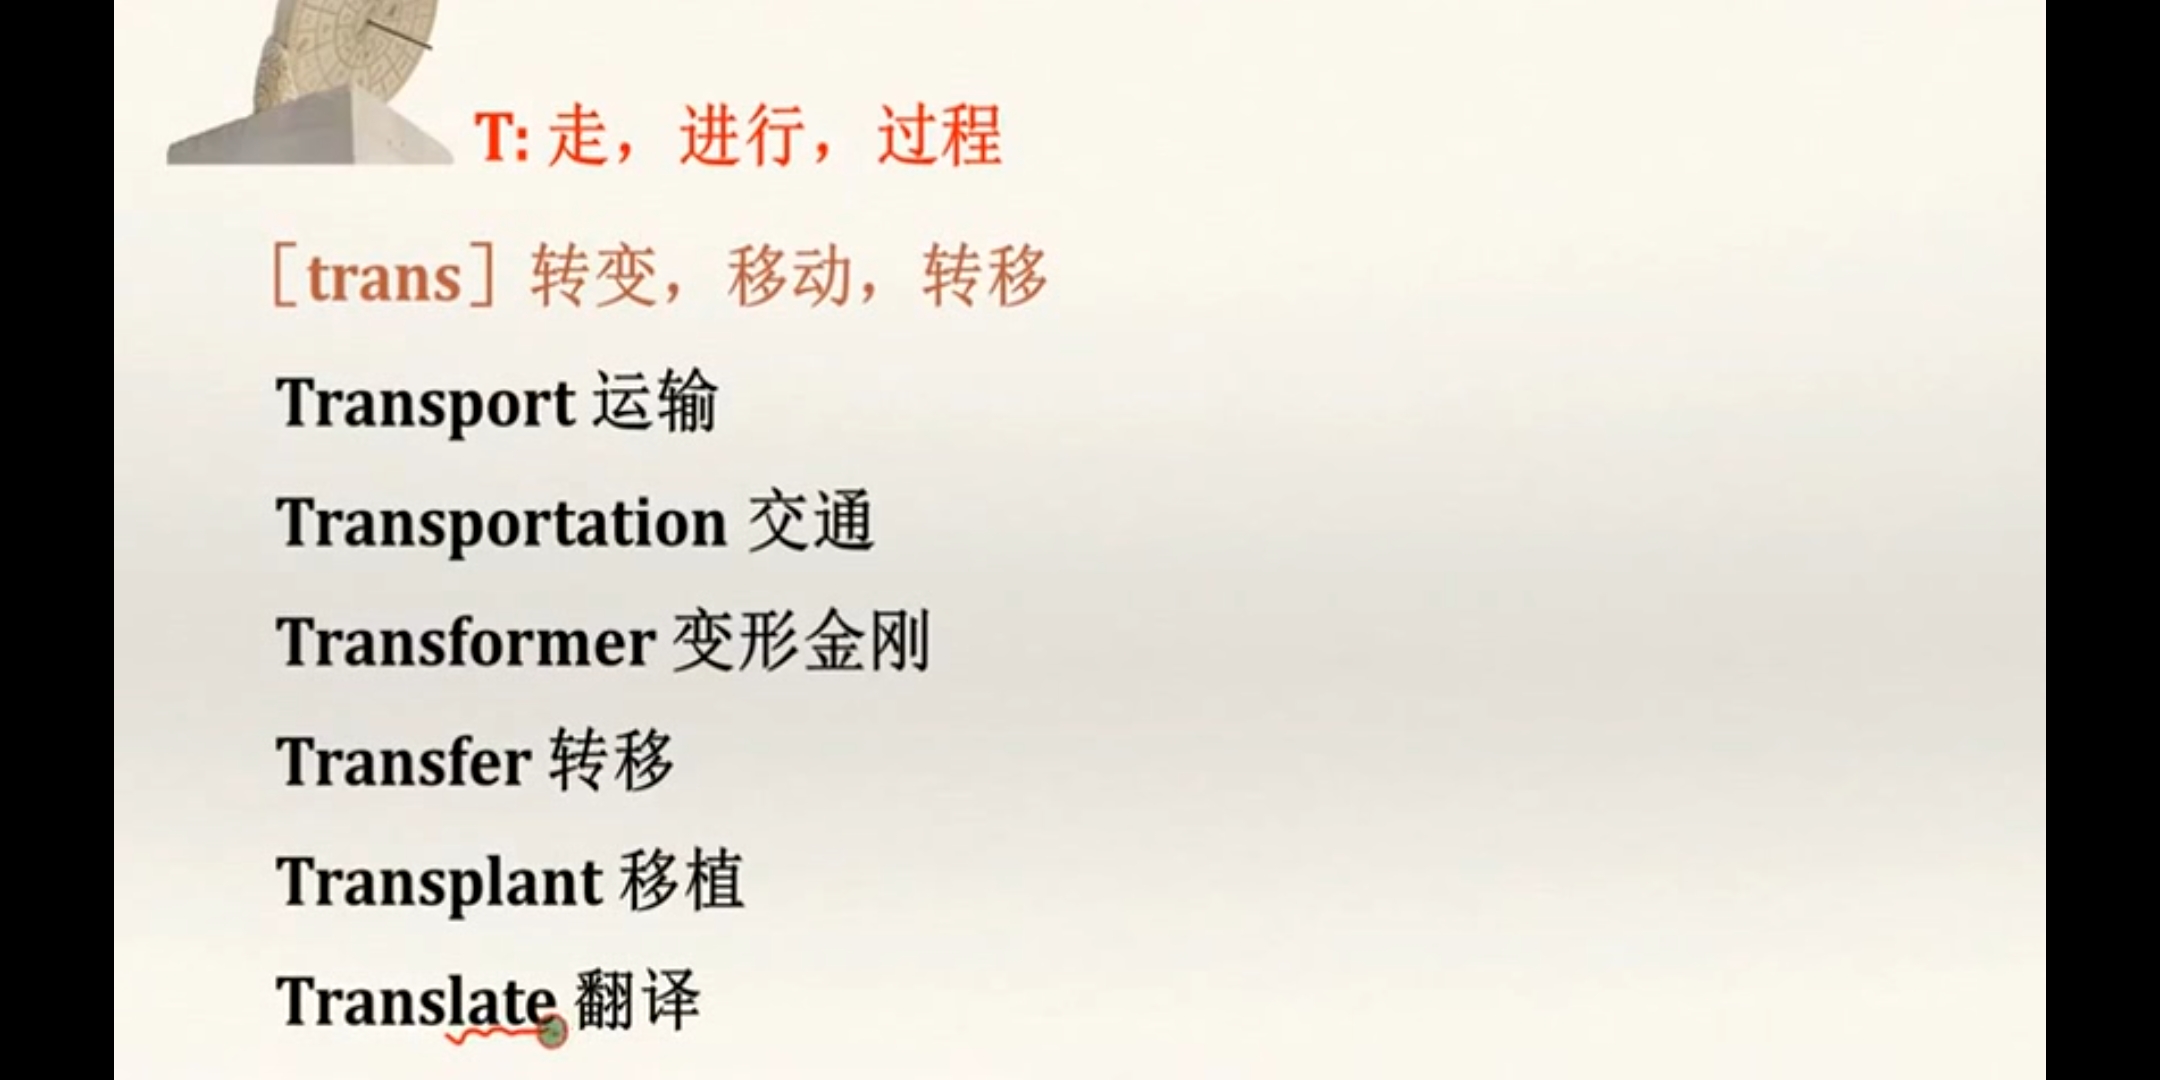 T: 走，进行，过程
[trans] 转变，移动，转移
Transport 运输
Transportation 交通
Transformer 变形金刚
Transfer 转移
Transplant 移植
Translate 翻译